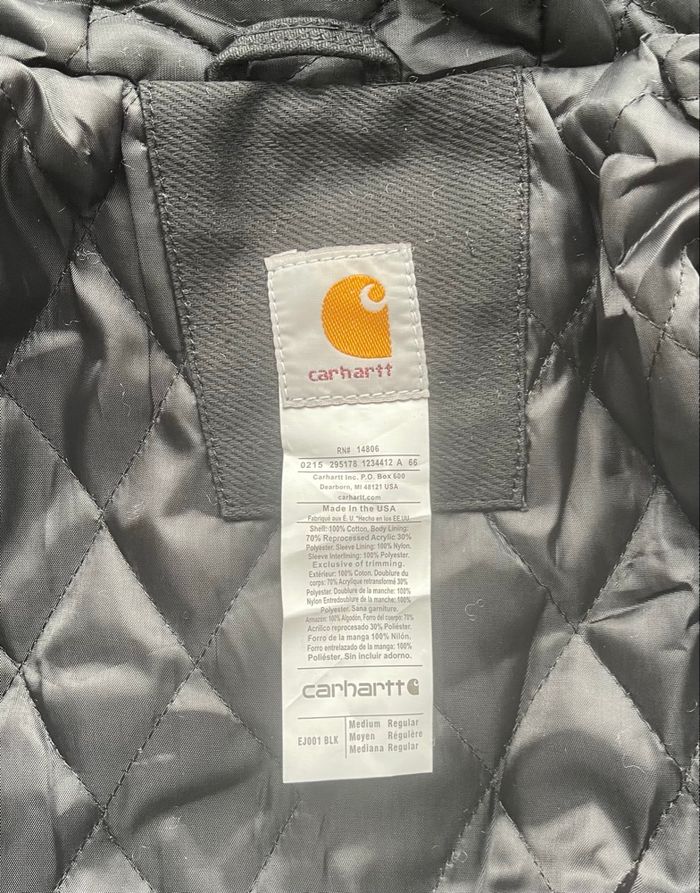 carhartt
RN# 14806
0215 295178 1234412 A 66
Carhartt Inc. P.O. Box 600
Dearborn, MI 48121 USA
carhartt.com
Made in the USA
Fabriqué aux É. U. *Hecho en los EE.UU.
Shell: 100% Cotton, Body Lining:
70% Reprocessed Acrylic 30%
Polyester. Sleeve Lining: 100% Nylon.
Sleeve Interlining: 100% Polyester.
Exclusive of trimming.
Extérieur: 100% Coton. Doublure du
corps: 70% Acrylique retransformé 30%
Polyester. Doublure de la manche: 100%
Nylon Entredoublure de la manche: 100%
Polyester. Sana garniture.
Armazon: 100% Algodón, Forro del cuerpo: 70%
Acrilico reprocesado 30% Poliéster.
Forro de la manga 100% Nilón.
Forro entrelazado de la manga: 100%
Poliéster. Sin incluir adorno.
carhartt
EJ001 BLK
Medium Regular
Moyen Régulère
Mediana Regular